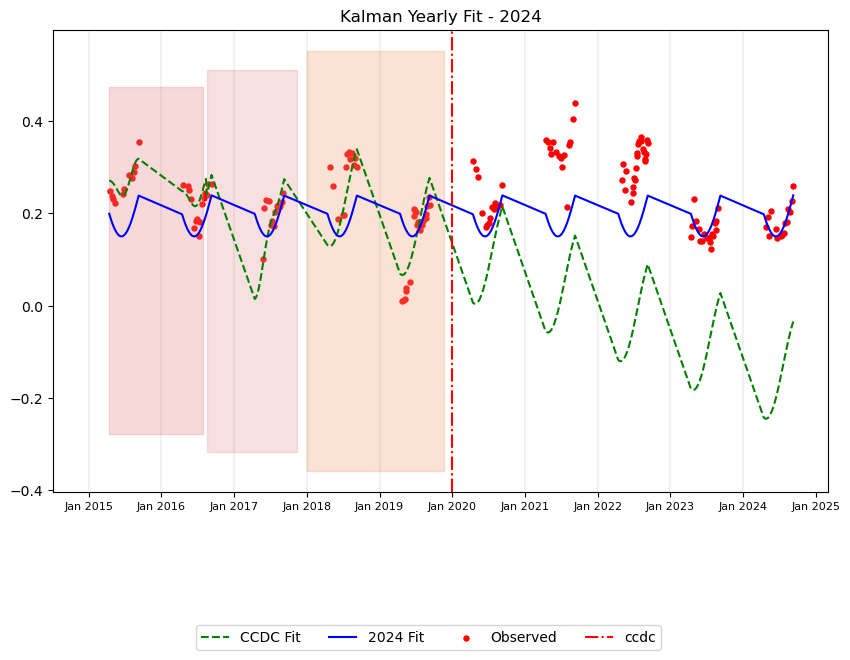 Kalman Yearly Fit - 2024
0.4
0.2
0.0
−0.2
−0.4
Jan 2015 Jan 2016 Jan 2017 Jan 2018 Jan 2019 Jan 2020 Jan 2021 Jan 2022 Jan 2023 Jan 2024 Jan 2025
CCDC Fit 2024 Fit Observed ccdc